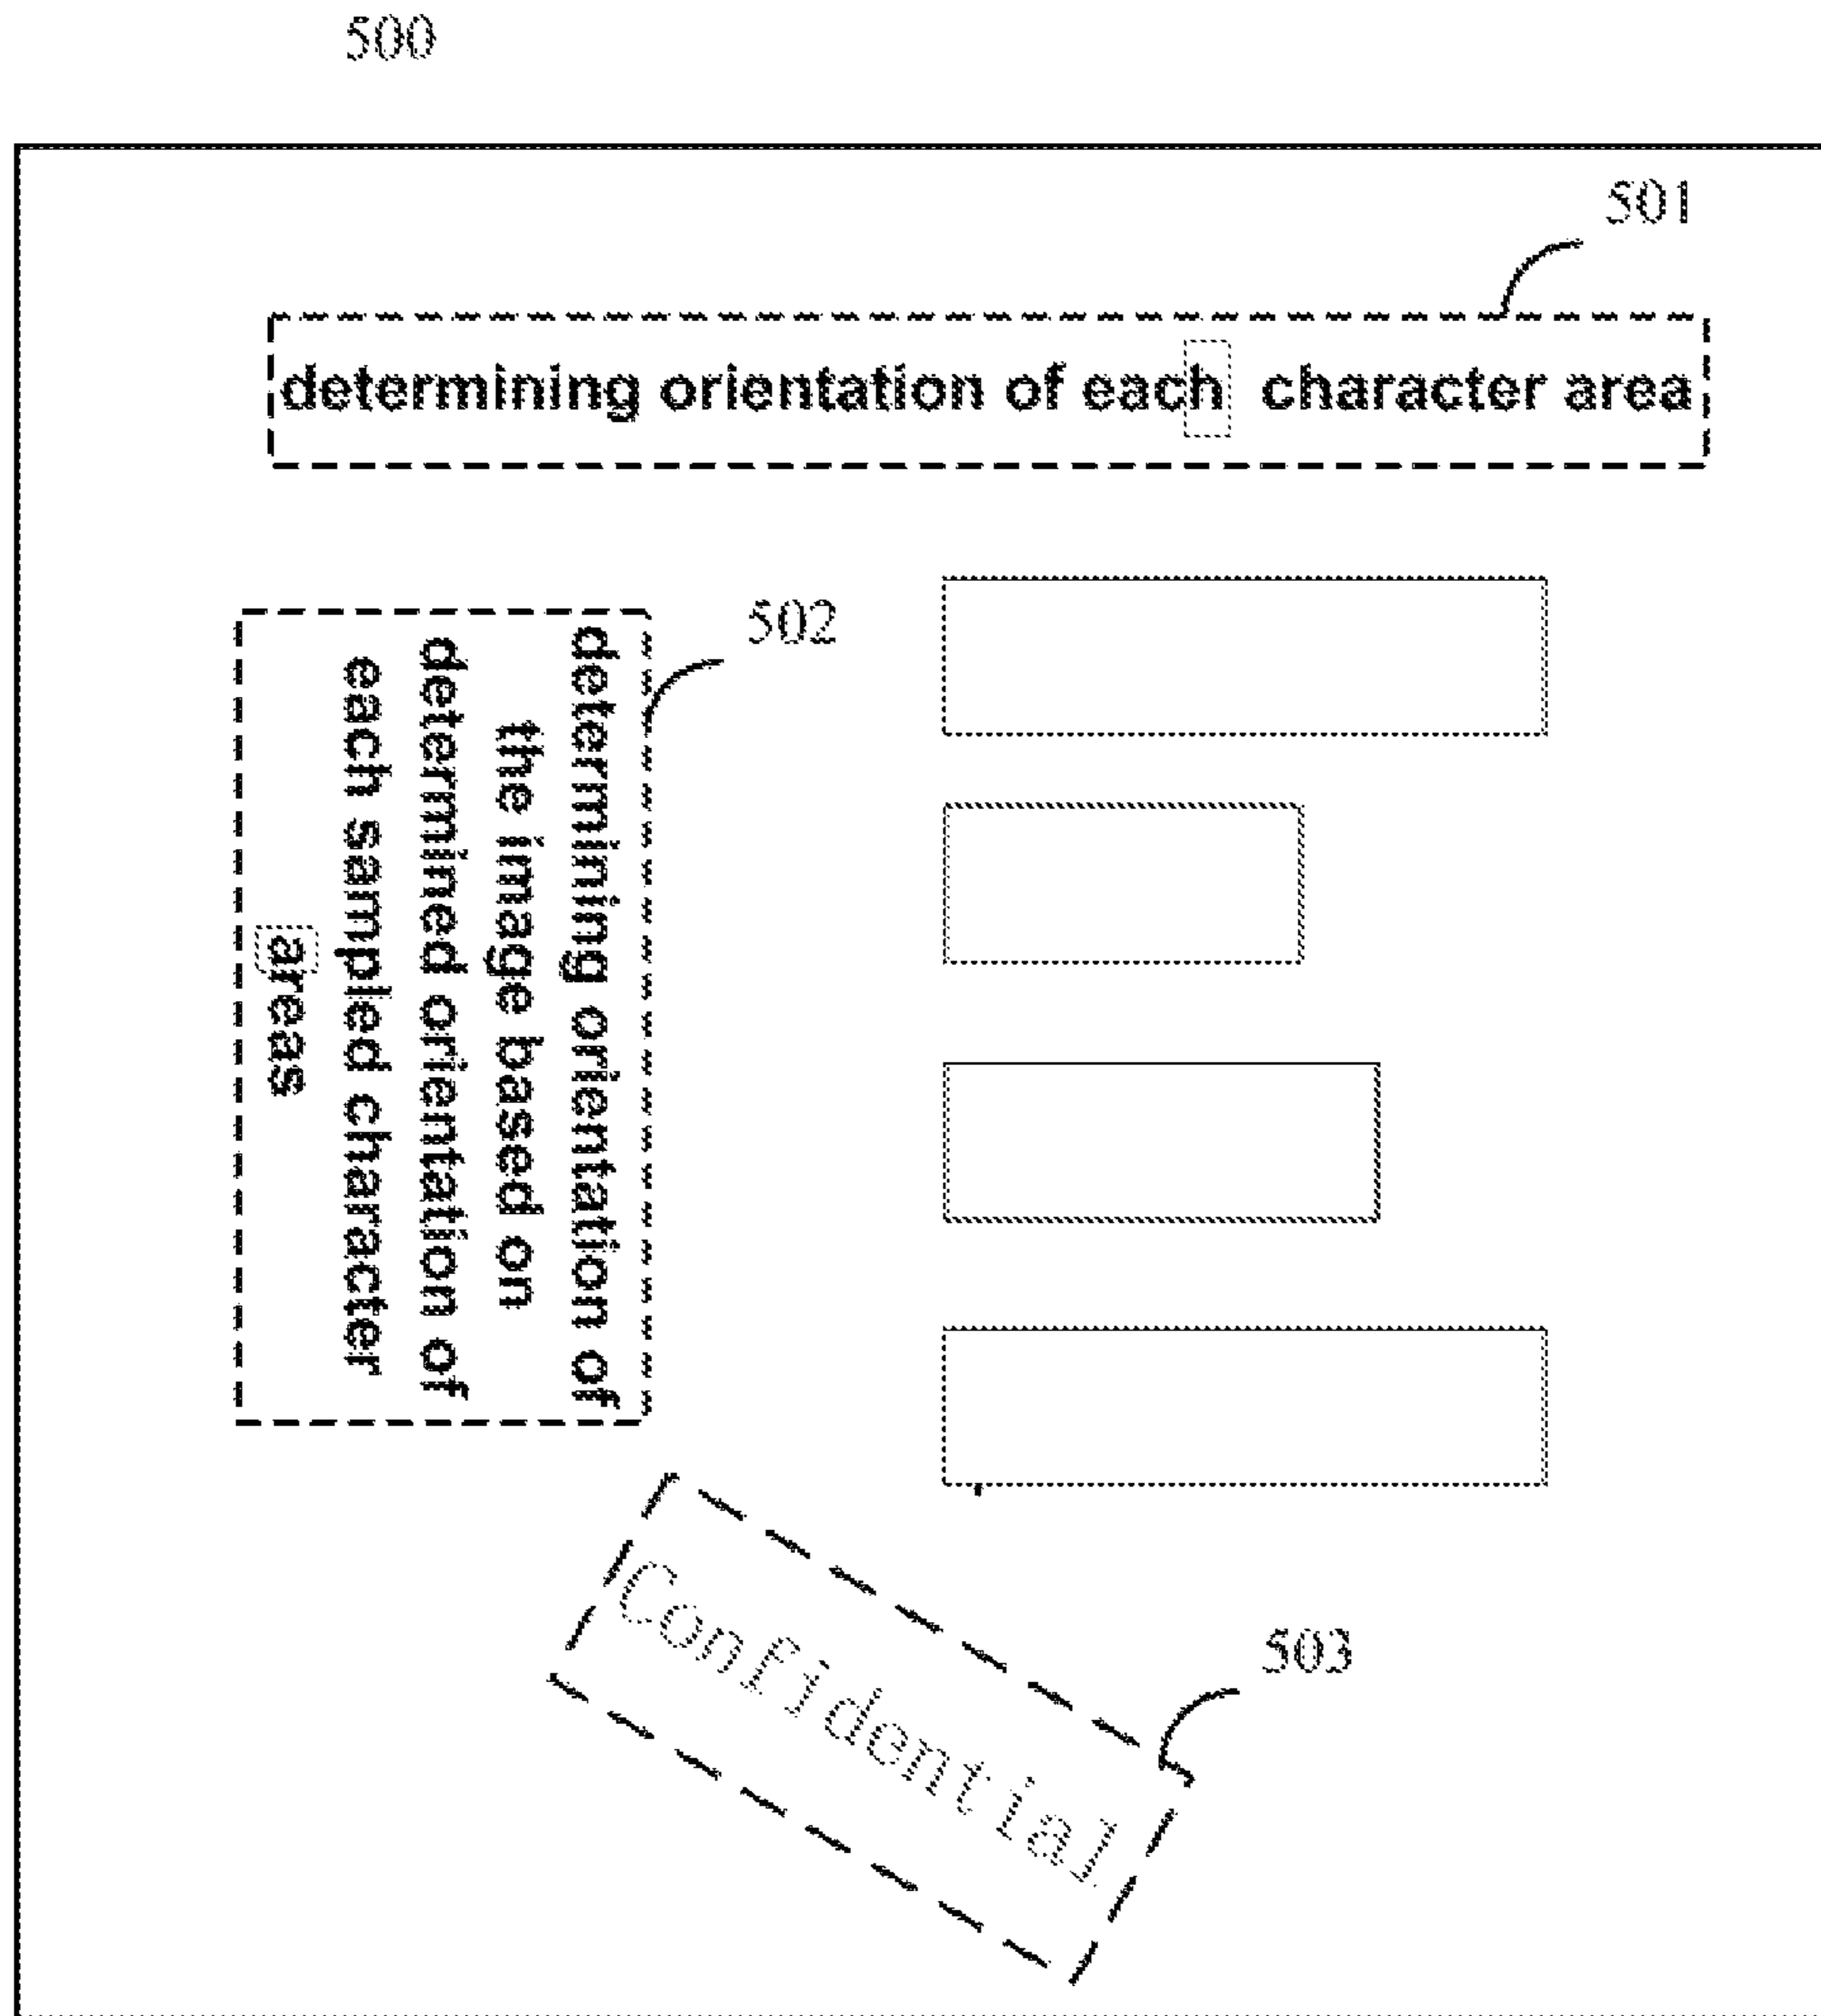 500
501
determining orientation of each character area
502
determining orientation of
the image based on
determined orientation of
each sampled character
areas
503
Confidential